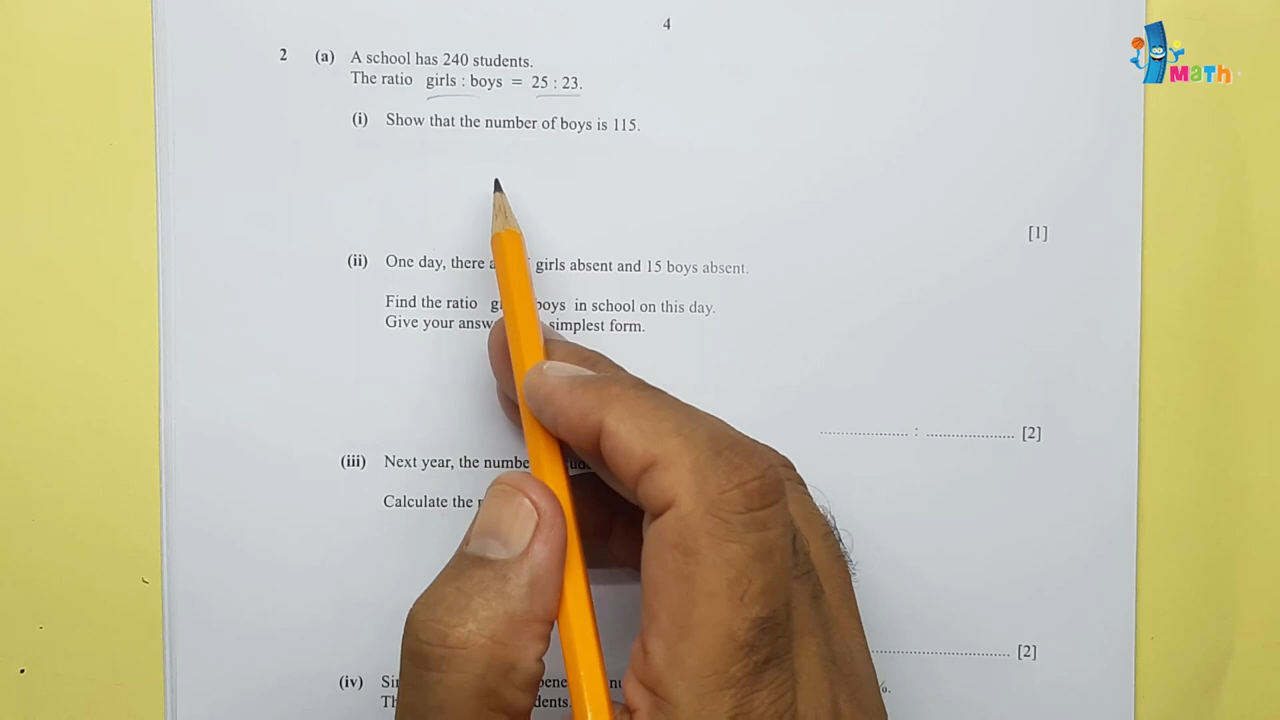 4
2 (a) A school has 240 students.
The ratio girls : boys = 25 : 23.
(i) Show that the number of boys is 115.
[1]
(ii) One day, there girls absent and 15 boys absent.
Find the ratio boys in school on this day.
Give your simplest form.
.................... : .................... [2]
(iii) Next year, the
Calculate the
[2]
(iv)
MATH